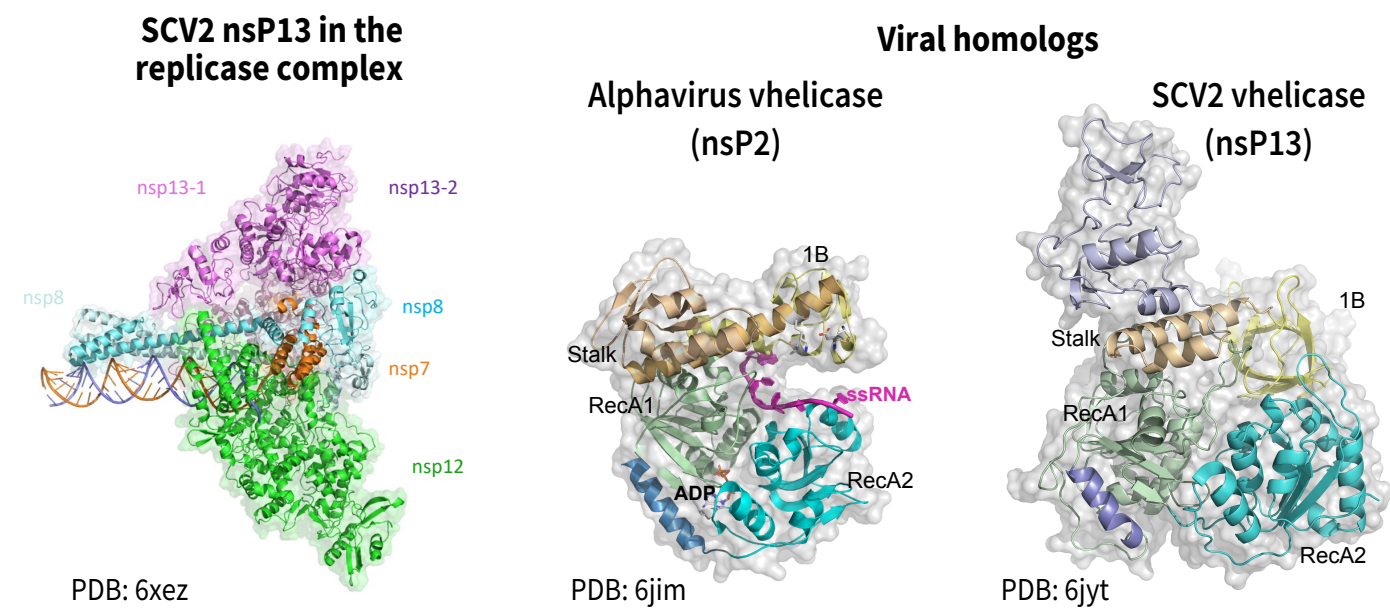 SCV2 nsP13 in the
replicase complex
nsp13-1
nsp13-2
nsp8
nsp8
nsp7
nsp12
PDB: 6xez
Viral homologs
Alphavirus vhelicase
(nsP2)
1B
Stalk
ssRNA
RecA1
ADP
RecA2
PDB: 6jim
SCV2 vhelicase
(nsP13)
1B
Stalk
RecA1
RecA2
PDB: 6jyt